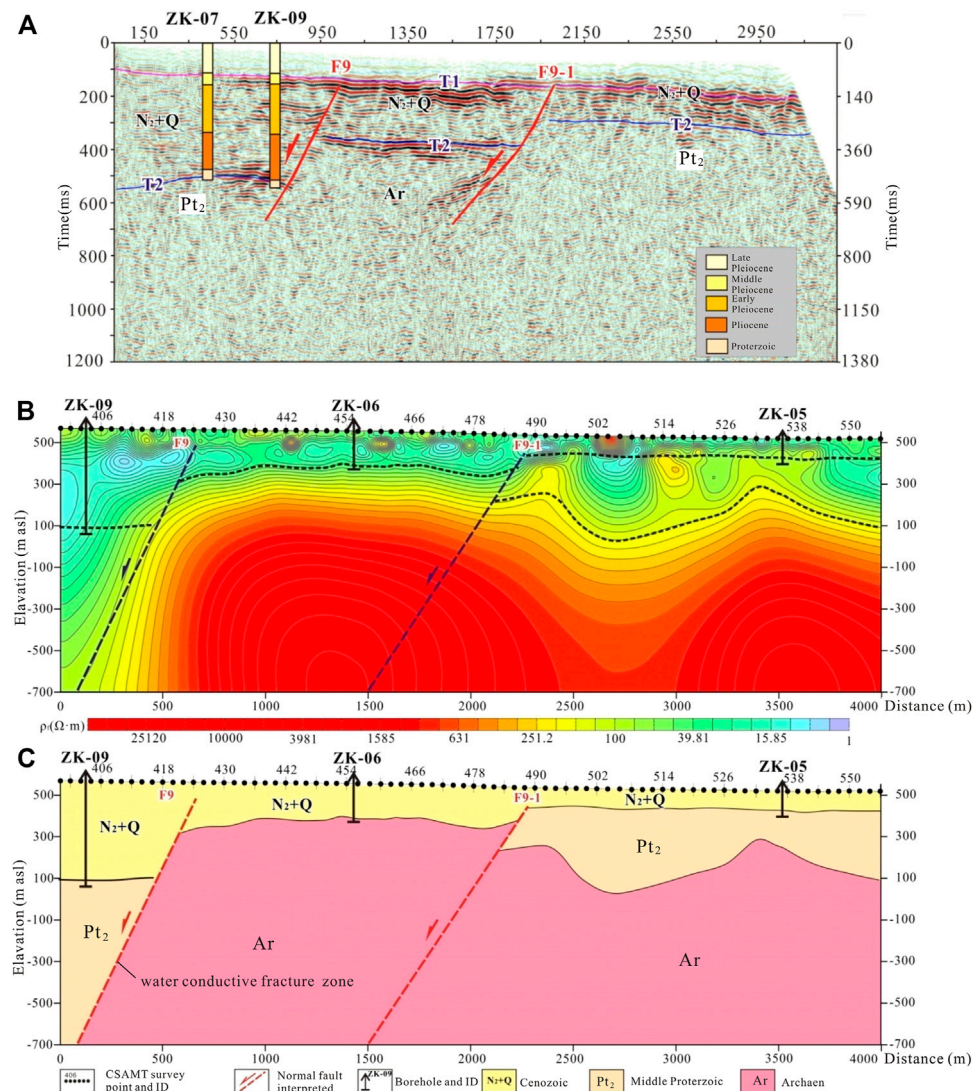 A
ZK-07 ZK-09
150 550 950 1350 1750 2150 2550 2950
0 0
F9 F9-1
T1
200 N2+Q N2+Q 140
N2+Q
T2 T2
400 360
Pt2
T2 Ar
600 Pt2 590
Time(ms) Time(ms)
800 820
Late
Pleiocene
Middle
Pleiocene
Early
Pleiocene
Pliocene
Proterzoic
1000 1150
1200 1380
B
ZK-09 ZK-06 ZK-05
406 418 430 442 454 466 478 490 502 514 526 538 550
F9 F9-1
500 500
300 300
100 100
-100 -100
-300 -300
-500 -500
-700 -700
Elavation (m asl)
0 500 1000 1500 2000 2500 3000 3500 4000 Distance (m)
ρ/(Ω·m)
25120 10000 3981 1585 631 251.2 100 39.81 15.85 1
C
ZK-09 ZK-06 ZK-05
406 418 430 442 454 466 478 490 502 514 526 538 550
F9 F9-1
500 500
N2+Q N2+Q N2+Q
300 Pt2 300
100 100
-100 Pt2 -100
Ar
Ar
-300 water conductive fracture zone -300
-500 -500
-700 -700
Elavation (m asl)
0 500 1000 1500 2000 2500 3000 3500 4000 Distance (m)
406 CSAMT survey
point and ID
Normal fault
interpreted
ZK-09 Borehole and ID
N2+Q Cenozoic
Pt2 Middle Proterzoic
Ar Archaen